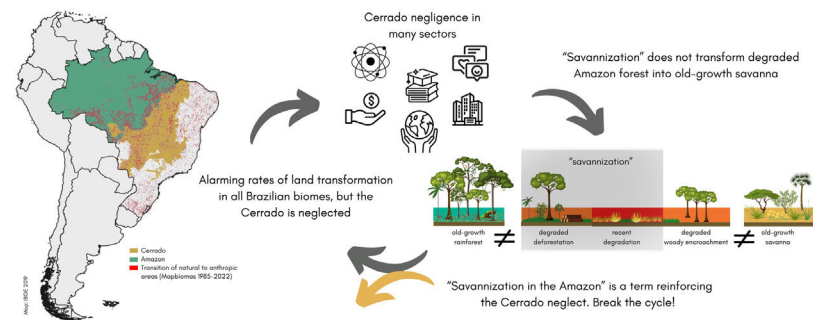 Cerrado negligence in
many sectors
"Savannization" does not transform degraded
Amazon forest into old-growth savanna
Alarming rates of land transformation
in all Brazilian biomes, but the
Cerrado is neglected
"savannization"
old-growth
rainforest
≠
degraded
deforestation
recent
degradation
degraded
woody encroachment
≠
old-growth
savanna
Cerrado
Amazon
Transition of natural to anthropic
areas (Mapbiomas 1985-2022)
Map: IBGE 2019
"Savannization in the Amazon" is a term reinforcing
the Cerrado neglect. Break the cycle!